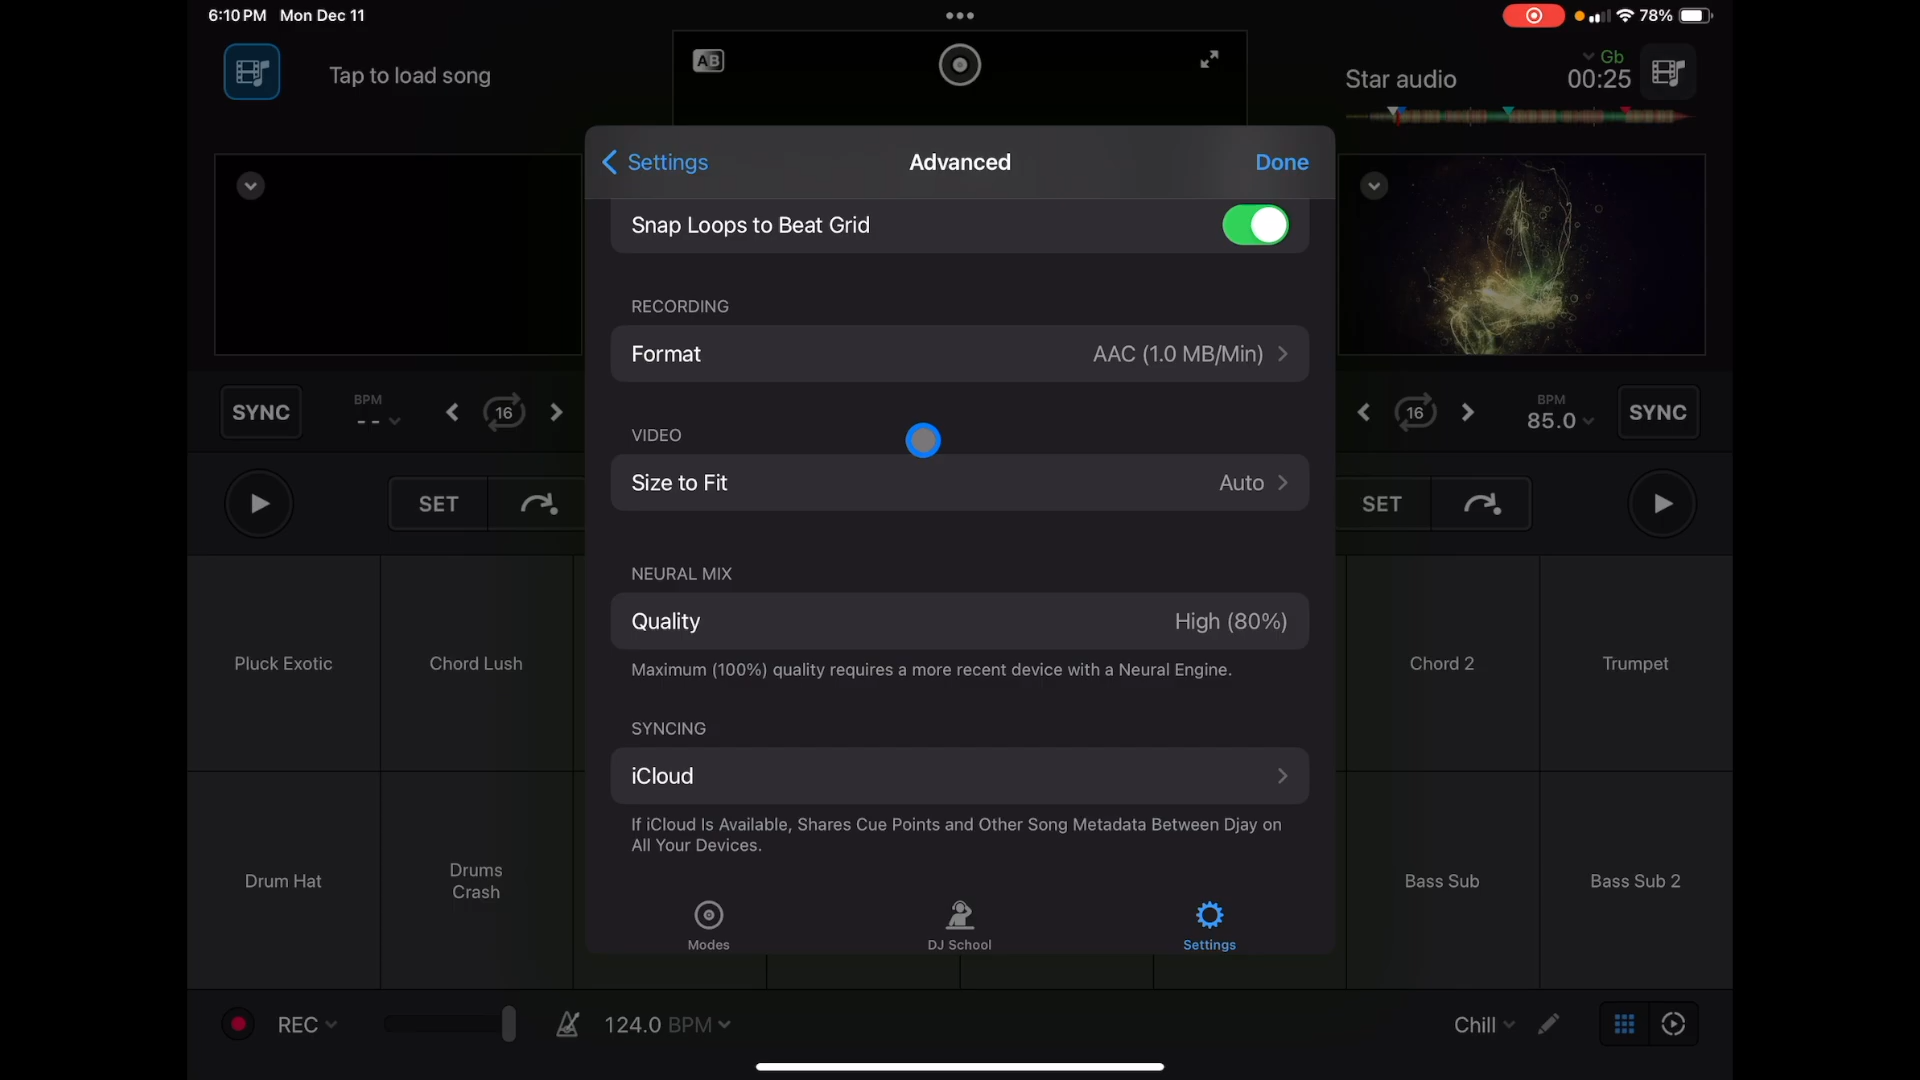 6:10 PM Mon Dec 11
78%
Tap to load song
AB
Star audio
Gb
00:25
Settings
Advanced
Done
Snap Loops to Beat Grid
RECORDING
Format
AAC (1.0 MB/Min)
VIDEO
Size to Fit
Auto
NEURAL MIX
Quality
High (80%)
Maximum (100%) quality requires a more recent device with a Neural Engine.
SYNCING
iCloud
If iCloud Is Available, Shares Cue Points and Other Song Metadata Between Djay on
All Your Devices.
Modes
DJ School
Settings
SYNC
BPM
--
16
16
BPM
85.0
SYNC
SET
SET
Pluck Exotic
Chord Lush
Chord 2
Trumpet
Drum Hat
Drums
Crash
Bass Sub
Bass Sub 2
REC
124.0 BPM
Chill